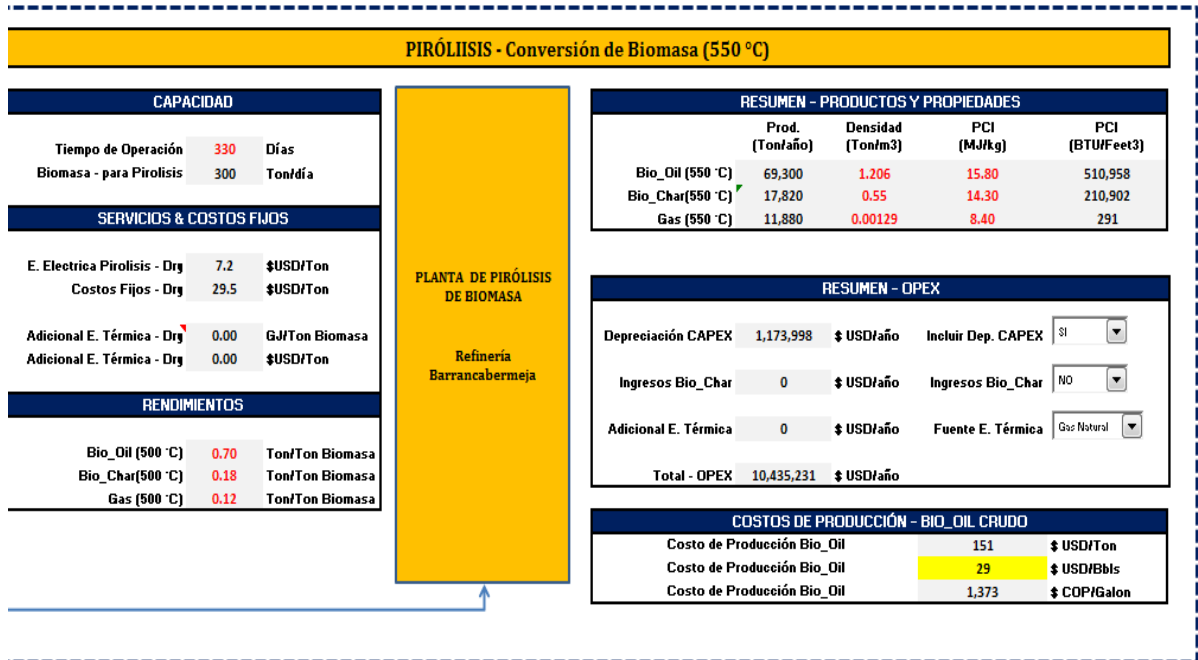 PIRÓLIISIS - Conversión de Biomasa (550 °C)
CAPACIDAD
Tiempo de Operación 330 Días
Biomasa - para Pirolisis 300 Ton/día
SERVICIOS & COSTOS FIJOS
E. Electrica Pirolisis - Dry 7.2 $USD/Ton
Costos Fijos - Dry 29.5 $USD/Ton
Adicional E. Térmica - Dry 0.00 GJ/Ton Biomasa
Adicional E. Térmica - Dry 0.00 $USD/Ton
RENDIMIENTOS
Bio_Oil (500 °C) 0.70 Ton/Ton Biomasa
Bio_Char(500 °C) 0.18 Ton/Ton Biomasa
Gas (500 °C) 0.12 Ton/Ton Biomasa
PLANTA DE PIRÓLISIS
DE BIOMASA
Refinería
Barrancabermeja
RESUMEN - PRODUCTOS Y PROPIEDADES
Prod. Densidad PCI PCI
(Ton/año) (Ton/m3) (MJ/kg) (BTU/Feet3)
Bio_Oil (550 °C) 69,300 1.206 15.80 510,958
Bio_Char(550 °C) 17,820 0.55 14.30 210,902
Gas (550 °C) 11,880 0.00129 8.40 291
RESUMEN - OPEX
Depreciación CAPEX 1,173,998 $ USD/año Incluir Dep. CAPEX SI
Ingresos Bio_Char 0 $ USD/año Ingresos Bio_Char NO
Adicional E. Térmica 0 $ USD/año Fuente E. Térmica Gas Natural
Total - OPEX 10,435,231 $ USD/año
COSTOS DE PRODUCCIÓN - BIO_OIL CRUDO
Costo de Producción Bio_Oil 151 $ USD/Ton
Costo de Producción Bio_Oil 29 $ USD/Bbls
Costo de Producción Bio_Oil 1,373 $ COP/Galon